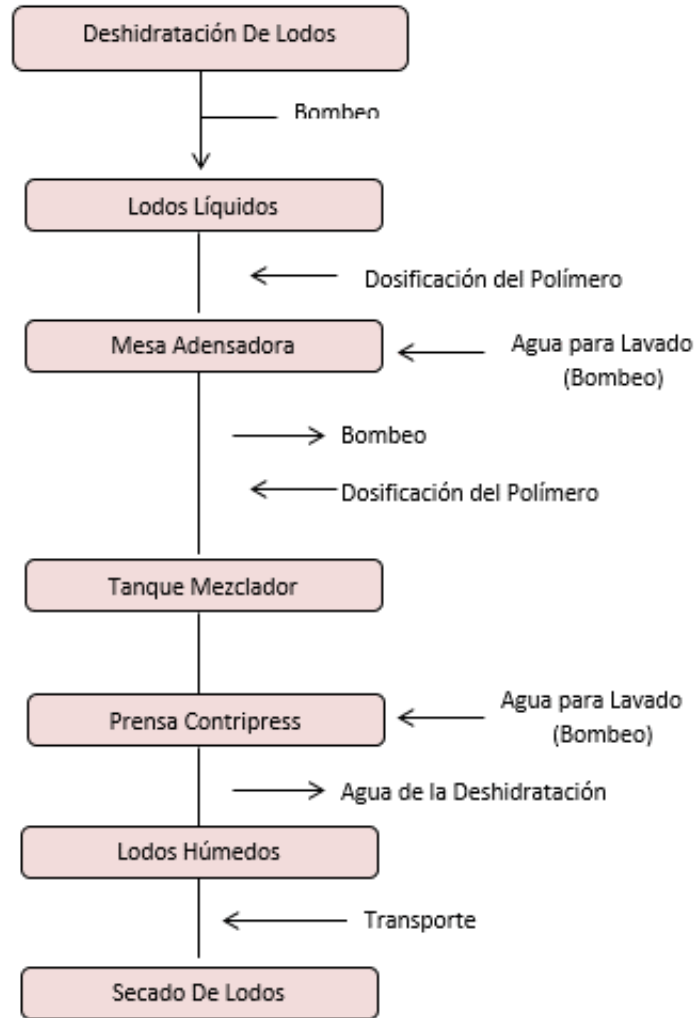 Deshidratación De Lodos
Bombeo
Lodos Líquidos
Dosificación del Polímero
Mesa Adensadora
Agua para Lavado
(Bombeo)
Bombeo
Dosificación del Polímero
Tanque Mezclador
Prensa Contripress
Agua para Lavado
(Bombeo)
Agua de la Deshidratación
Lodos Húmedos
Transporte
Secado De Lodos